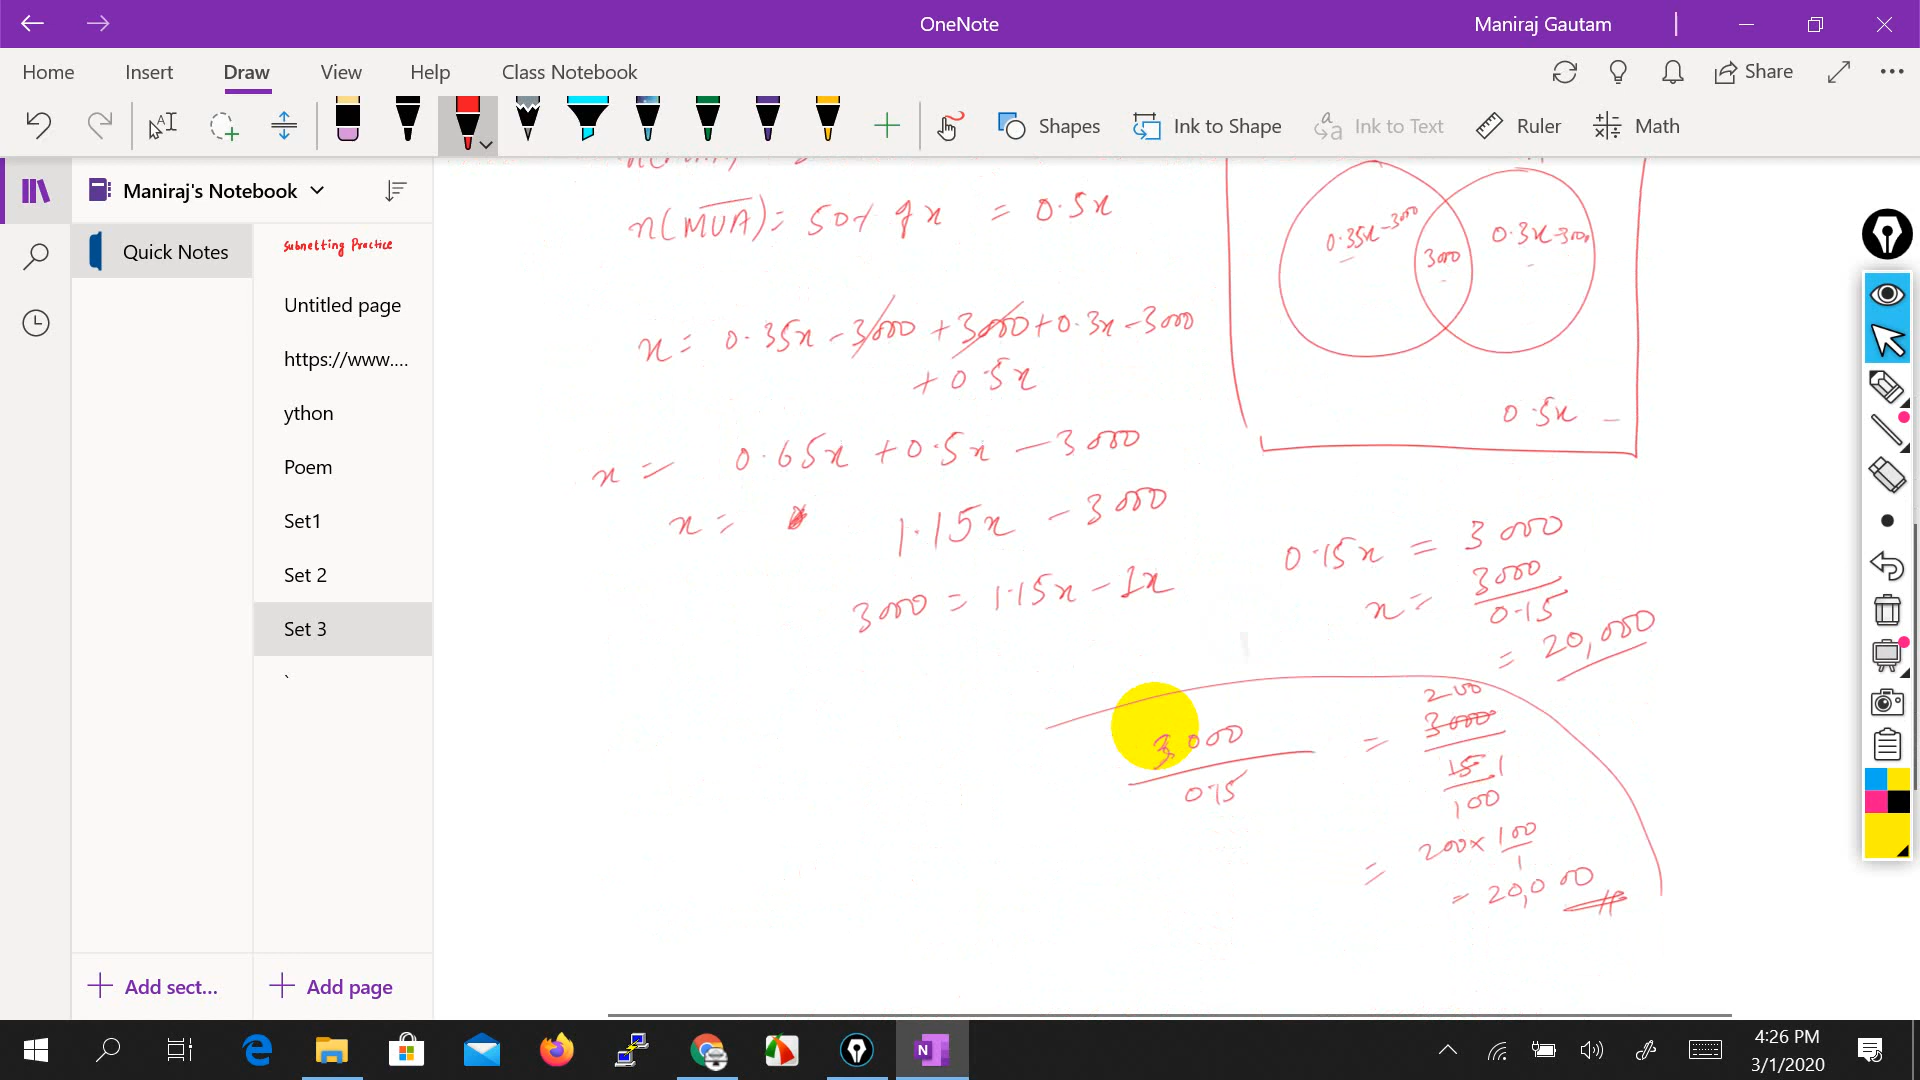 OneNote
Maniraj Gautam
Home Insert Draw View Help Class Notebook
Share
Shapes Ink to Shape Ink to Text Ruler Math
Maniraj's Notebook
Quick Notes
Subnetting Practice
Untitled page
https://www....
ython
Poem
Set1
Set 2
Set 3
`
Add sect...
Add page
n(M̅U̅A̅) = 50% of x = 0.5x
x = 0.35x - 3000 + 3000 + 0.3x - 3000
+ 0.5x
x = 0.65x + 0.5x - 3000
x = 1.15x - 3000
3000 = 1.15x - 1x
0.35x-3000
3000
0.3x-3000
0.5x
0.15x = 3000
x = 3000
0.15
= 20,000
3000
0.15
=
200
3000
15 1
100
= 200 x 100
1
= 20,000
4:26 PM
3/1/2020